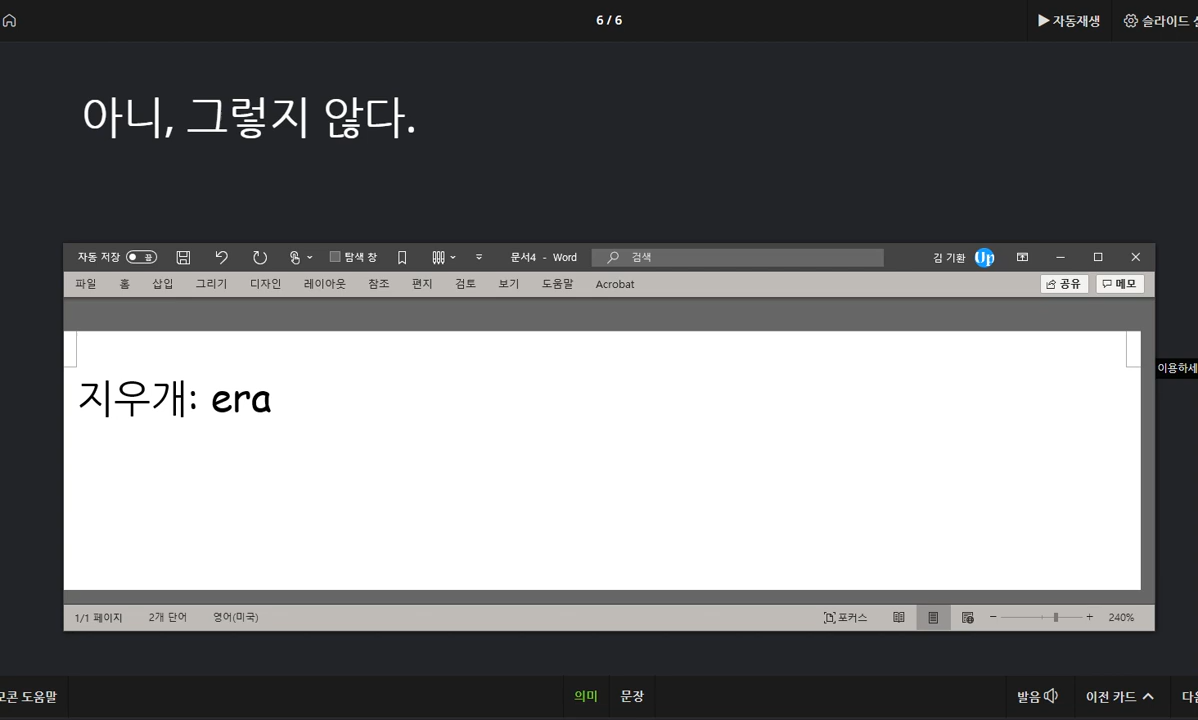 6 / 6
▶ 자동재생
슬라이드
아니, 그렇지 않다.
자동 저장 끔 탐색 창 문서4 - Word 검색 김 기환 Up
파일 홈 삽입 그리기 디자인 레이아웃 참조 편지 검토 보기 도움말 Acrobat 공유 메모
이용하세
지우개: era
1/1 페이지 2개 단어 영어(미국) 포커스 240%
도움말 의미 문장 발음 이전 카드